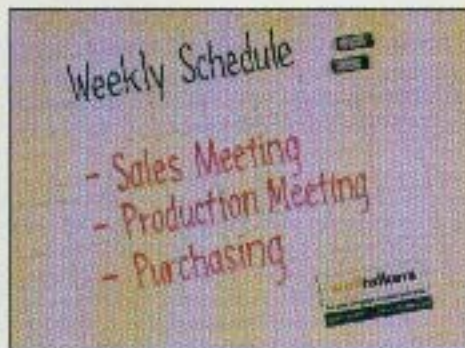 Weekly Schedule
- Sales Meeting
- Production Meeting
- Purchasing